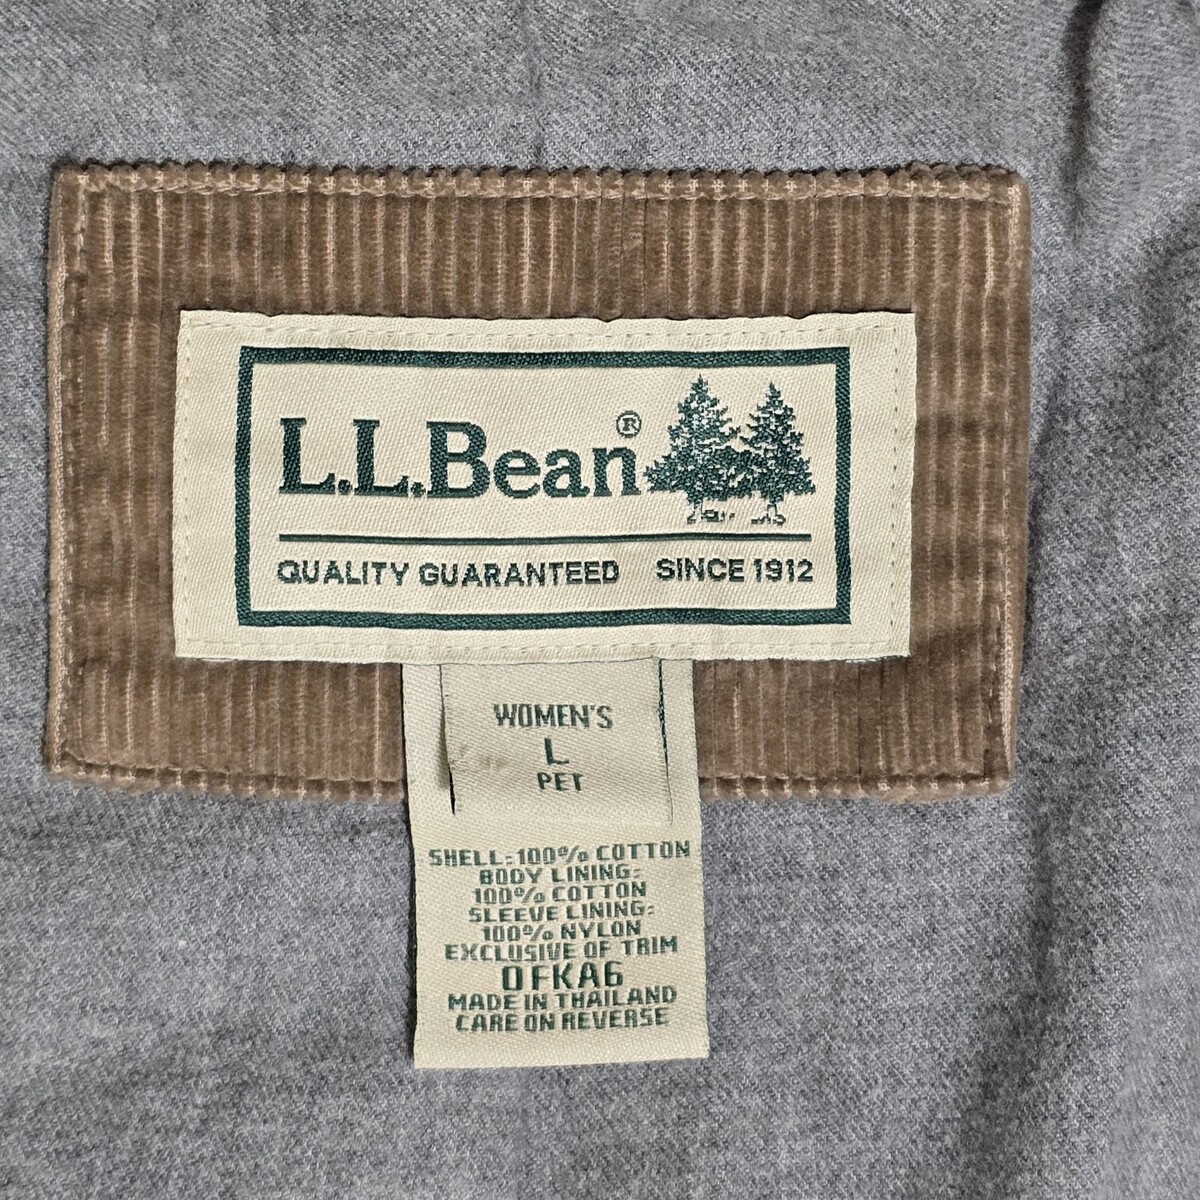 L.L.Bean®
QUALITY GUARANTEED SINCE 1912
WOMEN'S
L
PET
SHELL:100% COTTON
BODY LINING:
100% COTTON
SLEEVE LINING:
100% NYLON
EXCLUSIVE OF TRIM
0FKA6
MADE IN THAILAND
CARE ON REVERSE